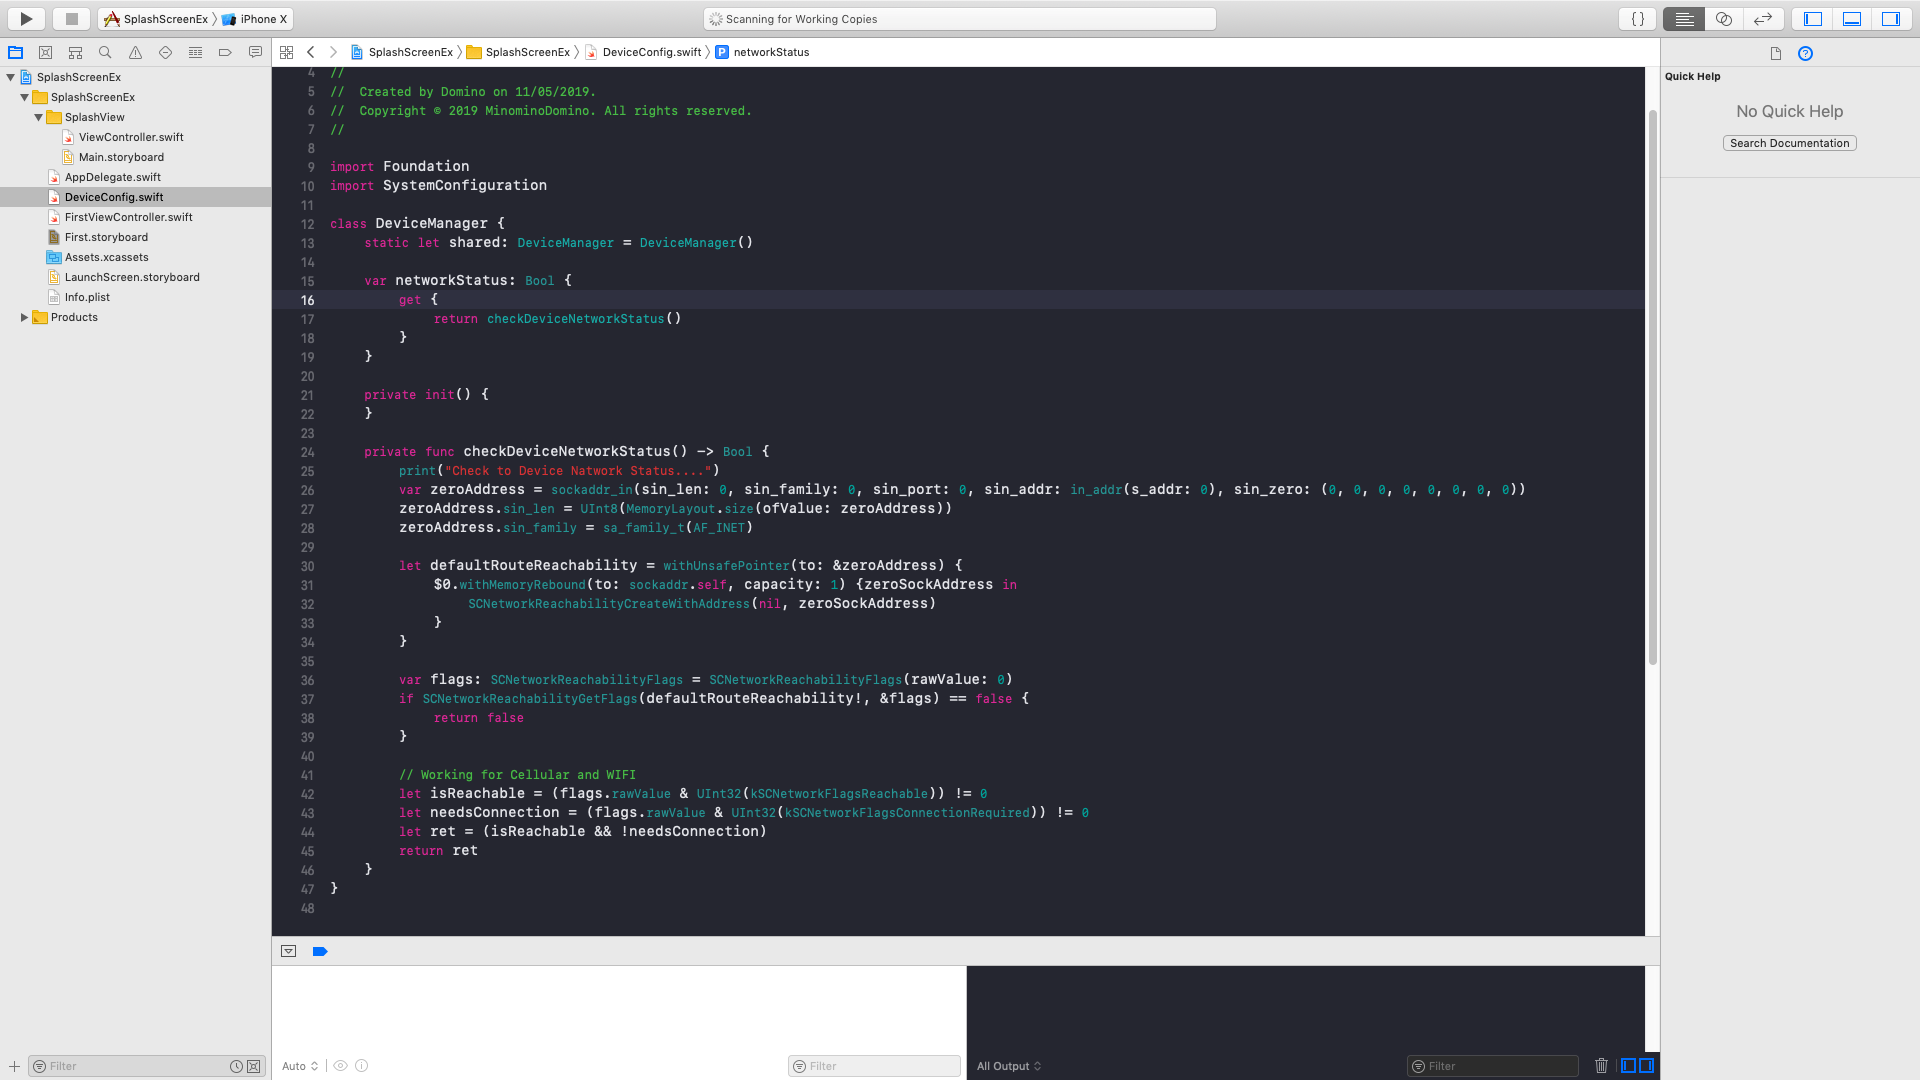 SplashScreenEx iPhone X
Scanning for Working Copies
{ }
SplashScreenEx SplashScreenEx DeviceConfig.swift P networkStatus
SplashScreenEx
SplashScreenEx
SplashView
ViewController.swift
Main.storyboard
AppDelegate.swift
DeviceConfig.swift
FirstViewController.swift
First.storyboard
Assets.xcassets
LaunchScreen.storyboard
Info.plist
Products
4 //
5 //  Created by Domino on 11/05/2019.
6 //  Copyright © 2019 MinominoDomino. All rights reserved.
7 //
8
9 import Foundation
10 import SystemConfiguration
11
12 class DeviceManager {
13     static let shared: DeviceManager = DeviceManager()
14
15     var networkStatus: Bool {
16         get {
17             return checkDeviceNetworkStatus()
18         }
19     }
20
21     private init() {
22     }
23
24     private func checkDeviceNetworkStatus() -> Bool {
25         print("Check to Device Natwork Status....")
26         var zeroAddress = sockaddr_in(sin_len: 0, sin_family: 0, sin_port: 0, sin_addr: in_addr(s_addr: 0), sin_zero: (0, 0, 0, 0, 0, 0, 0, 0))
27         zeroAddress.sin_len = UInt8(MemoryLayout.size(ofValue: zeroAddress))
28         zeroAddress.sin_family = sa_family_t(AF_INET)
29
30         let defaultRouteReachability = withUnsafePointer(to: &zeroAddress) {
31             $0.withMemoryRebound(to: sockaddr.self, capacity: 1) {zeroSockAddress in
32                 SCNetworkReachabilityCreateWithAddress(nil, zeroSockAddress)
33             }
34         }
35
36         var flags: SCNetworkReachabilityFlags = SCNetworkReachabilityFlags(rawValue: 0)
37         if SCNetworkReachabilityGetFlags(defaultRouteReachability!, &flags) == false {
38             return false
39         }
40
41         // Working for Cellular and WIFI
42         let isReachable = (flags.rawValue & UInt32(kSCNetworkFlagsReachable)) != 0
43         let needsConnection = (flags.rawValue & UInt32(kSCNetworkFlagsConnectionRequired)) != 0
44         let ret = (isReachable && !needsConnection)
45         return ret
46     }
47 }
48
Quick Help
No Quick Help
Search Documentation
Filter
Auto
Filter
All Output
Filter